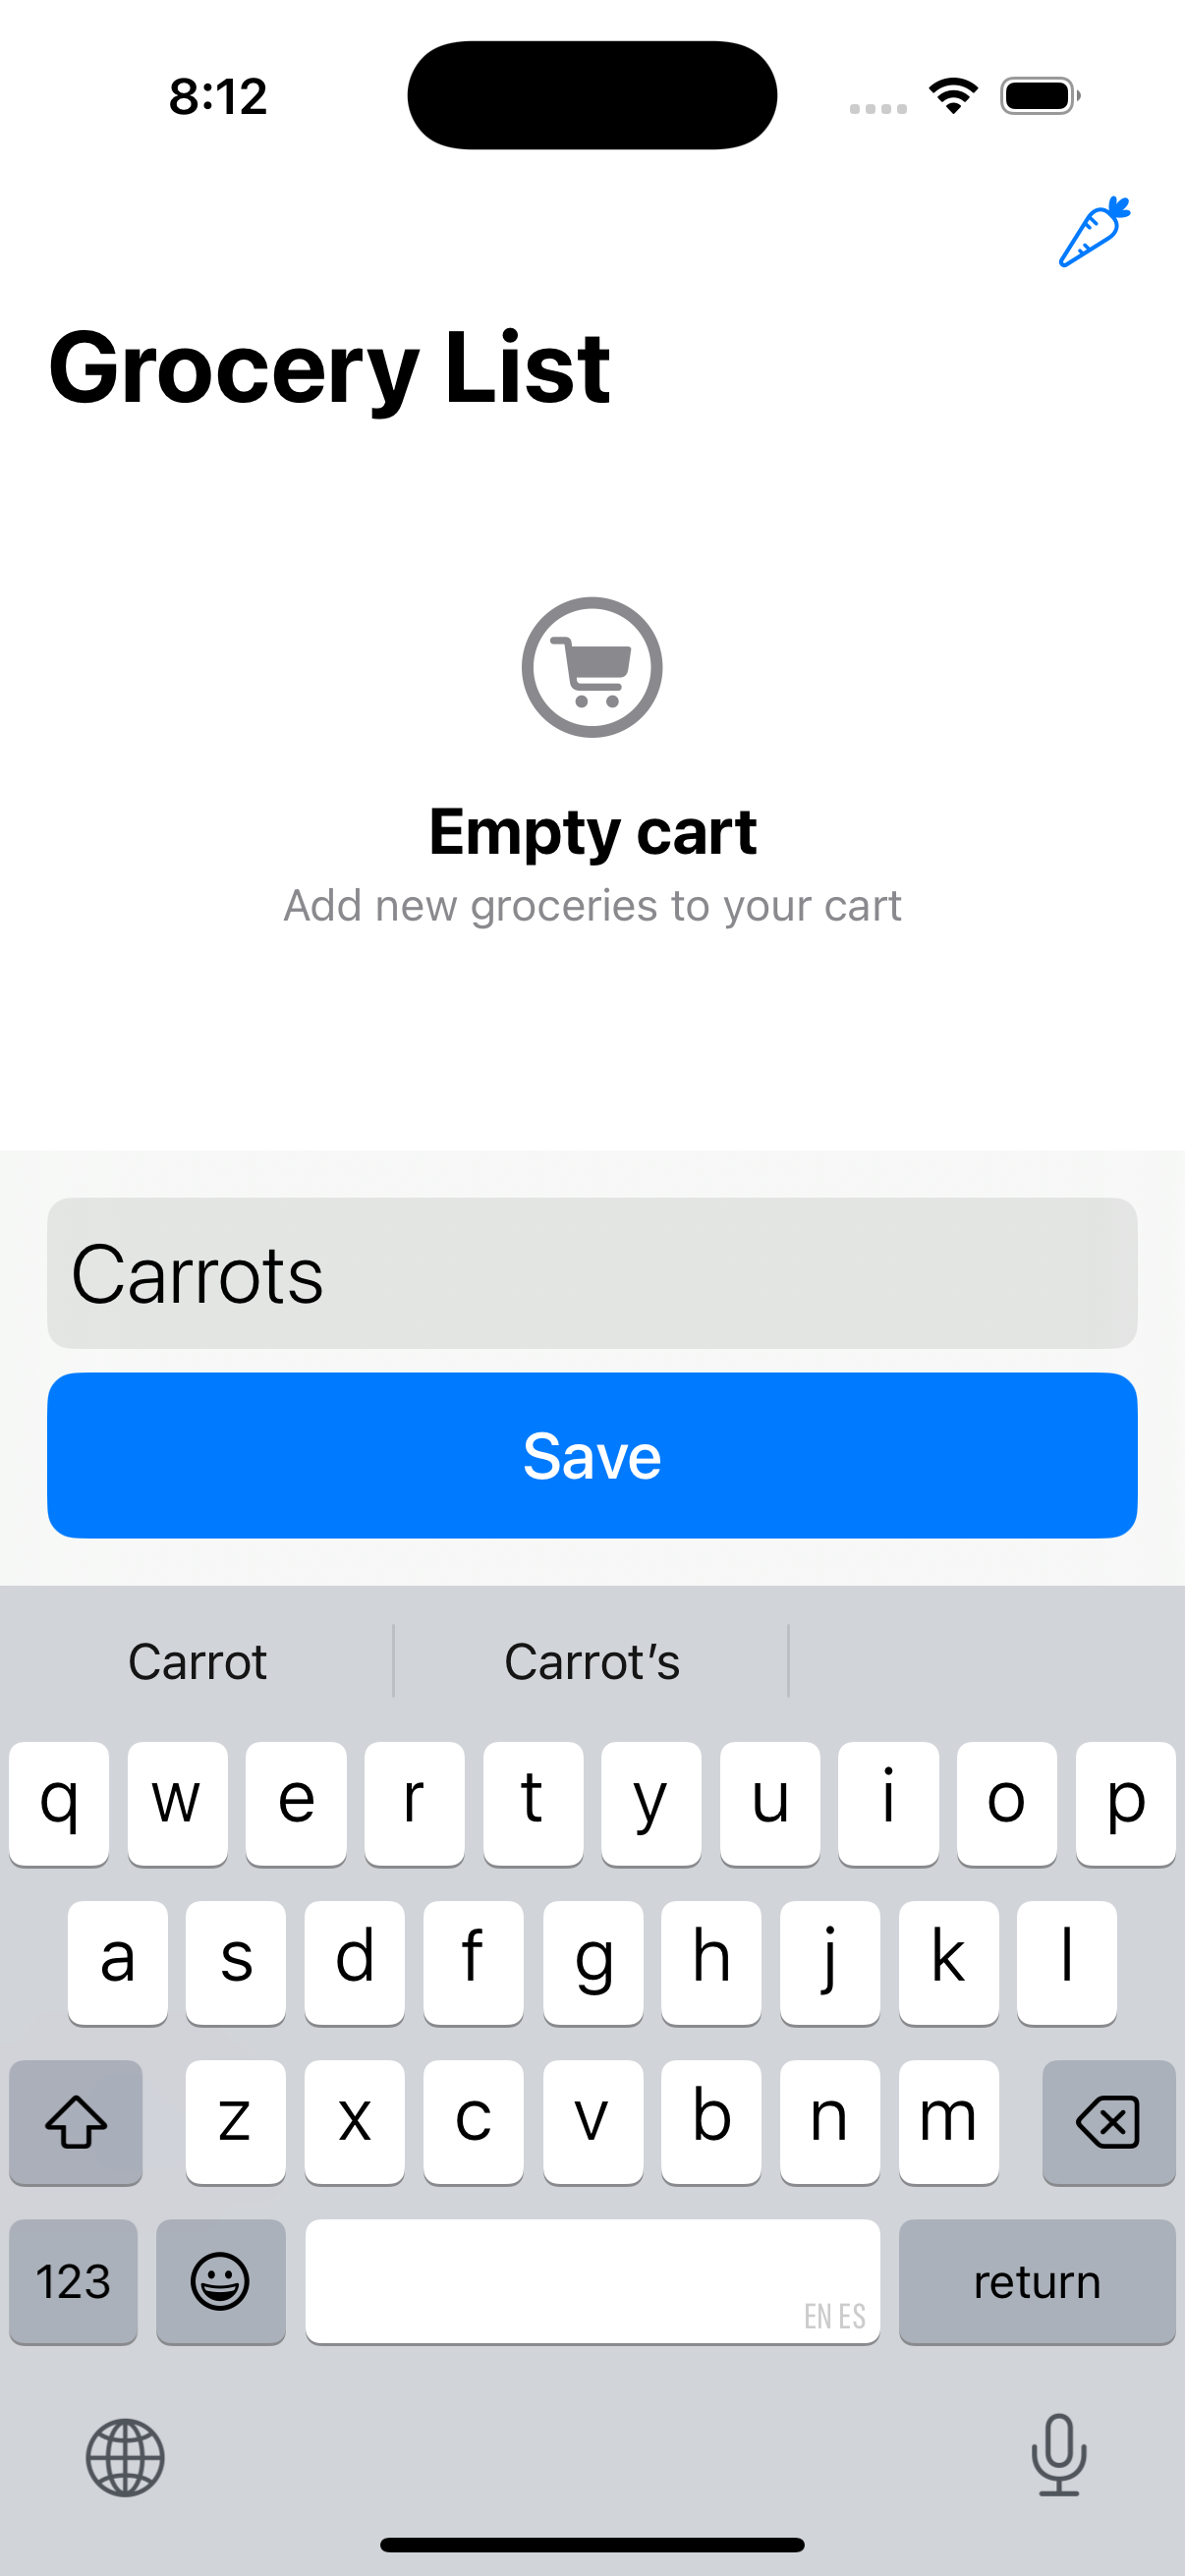 8:12
Grocery List
Empty cart
Add new groceries to your cart
Carrots
Save
Carrot Carrot’s
q w e r t y u i o p
a s d f g h j k l
z x c v b n m
123 EN ES return